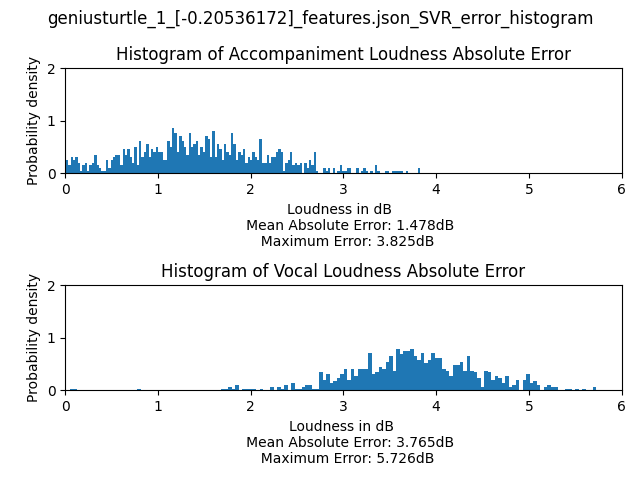 geniusturtle_1_[-0.20536172]_features.json_SVR_error_histogram
Histogram of Accompaniment Loudness Absolute Error
Probability density
2
1
0
0 1 2 3 4 5 6
Loudness in dB
Mean Absolute Error: 1.478dB
Maximum Error: 3.825dB
Histogram of Vocal Loudness Absolute Error
Probability density
2
1
0
0 1 2 3 4 5 6
Loudness in dB
Mean Absolute Error: 3.765dB
Maximum Error: 5.726dB